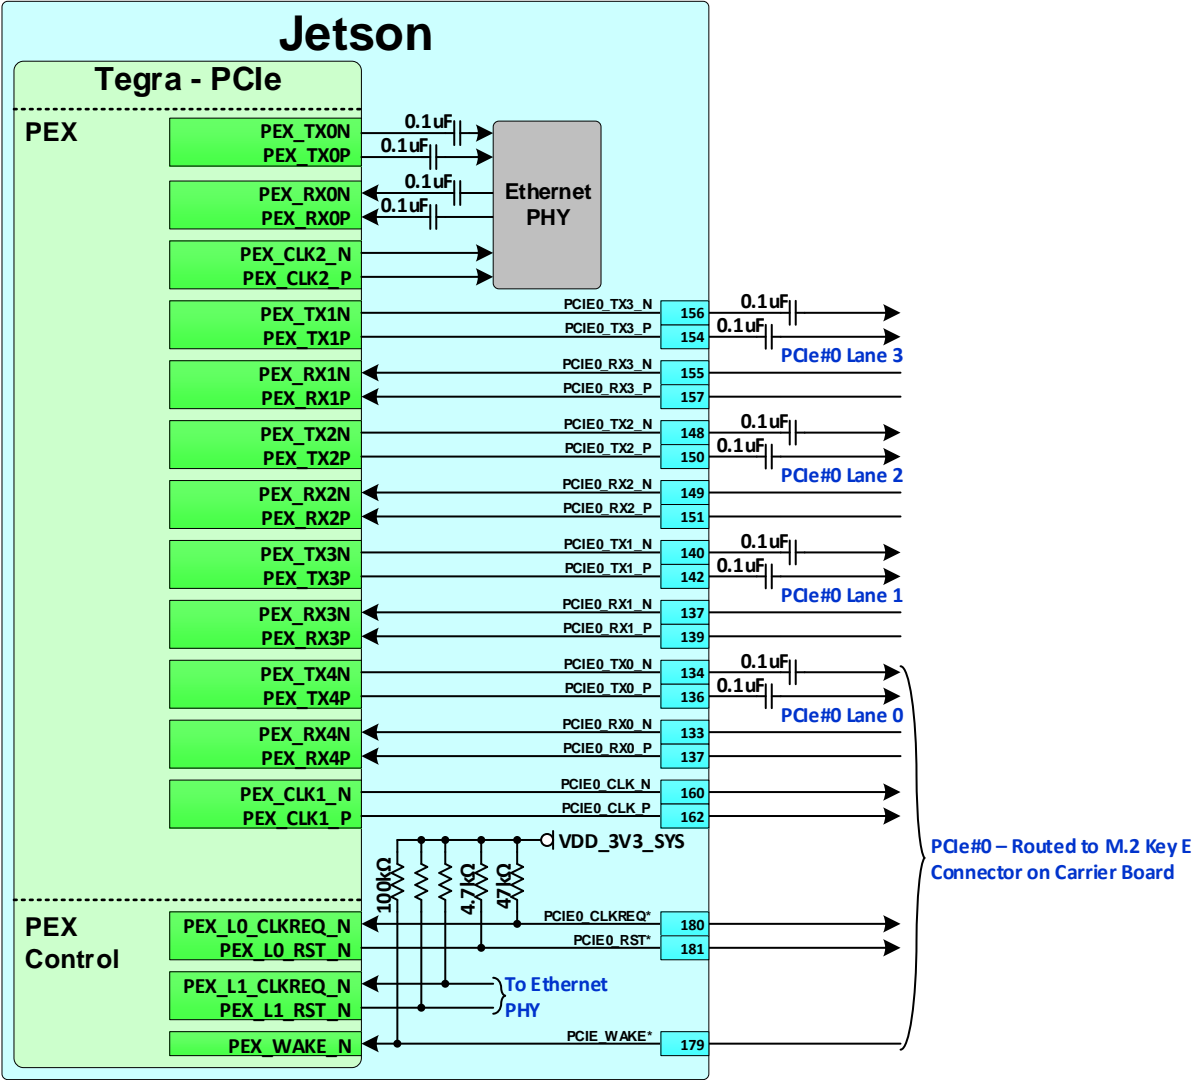 Jetson
Tegra - PCIe
PEX
PEX_TX0N
PEX_TX0P
0.1uF
0.1uF
PEX_RX0N
PEX_RX0P
0.1uF
0.1uF
Ethernet
PHY
PEX_CLK2_N
PEX_CLK2_P
PEX_TX1N
PEX_TX1P
PCIE0_TX3_N
PCIE0_TX3_P
156
154
0.1uF
0.1uF
PCIe#0 Lane 3
PEX_RX1N
PEX_RX1P
PCIE0_RX3_N
PCIE0_RX3_P
155
157
PEX_TX2N
PEX_TX2P
PCIE0_TX2_N
PCIE0_TX2_P
148
150
0.1uF
0.1uF
PCIe#0 Lane 2
PEX_RX2N
PEX_RX2P
PCIE0_RX2_N
PCIE0_RX2_P
149
151
PEX_TX3N
PEX_TX3P
PCIE0_TX1_N
PCIE0_TX1_P
140
142
0.1uF
0.1uF
PCIe#0 Lane 1
PEX_RX3N
PEX_RX3P
PCIE0_RX1_N
PCIE0_RX1_P
137
139
PEX_TX4N
PEX_TX4P
PCIE0_TX0_N
PCIE0_TX0_P
134
136
0.1uF
0.1uF
PCIe#0 Lane 0
PEX_RX4N
PEX_RX4P
PCIE0_RX0_N
PCIE0_RX0_P
133
137
PEX_CLK1_N
PEX_CLK1_P
PCIE0_CLK_N
PCIE0_CLK_P
160
162
VDD_3V3_SYS
100kΩ
4.7kΩ
47kΩ
PCIe#0 – Routed to M.2 Key E
Connector on Carrier Board
PEX
Control
PEX_L0_CLKREQ_N
PEX_L0_RST_N
PCIE0_CLKREQ*
PCIE0_RST*
180
181
PEX_L1_CLKREQ_N
PEX_L1_RST_N
To Ethernet
PHY
PEX_WAKE_N
PCIE_WAKE*
179